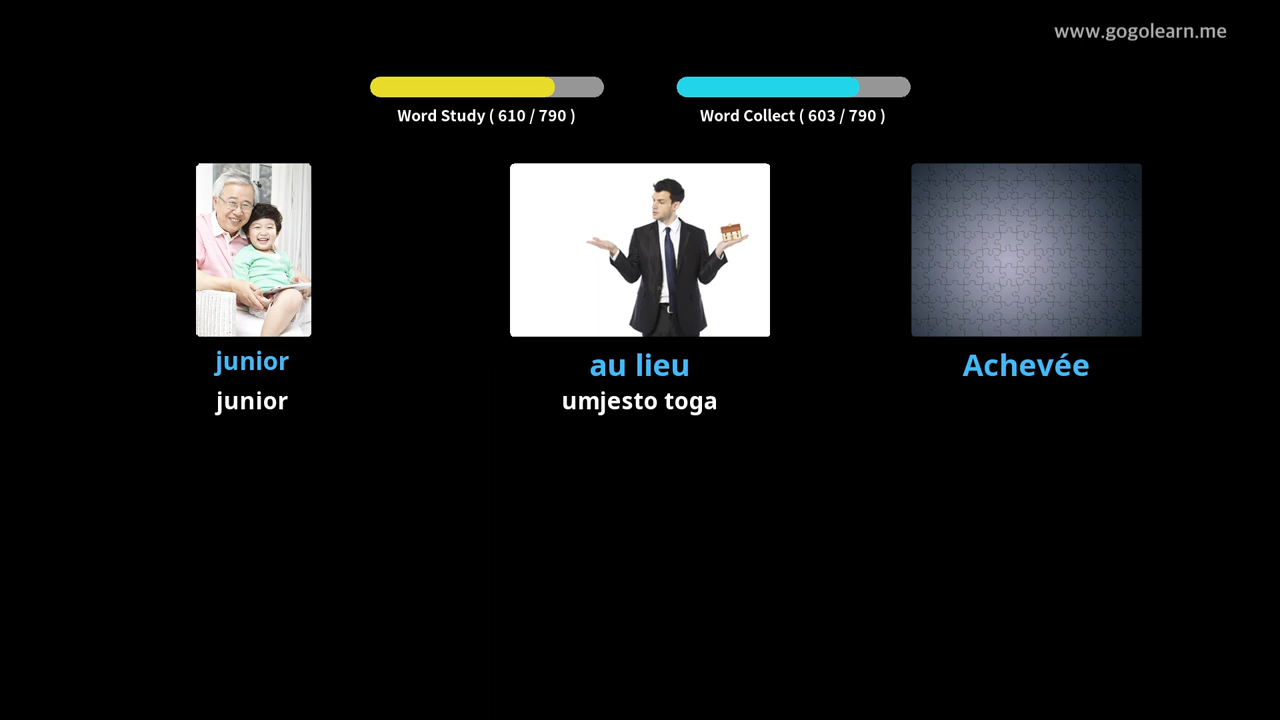 www.gogolearn.me
Word Study ( 610 / 790 )
Word Collect ( 603 / 790 )
junior
junior
au lieu
umjesto toga
Achevée